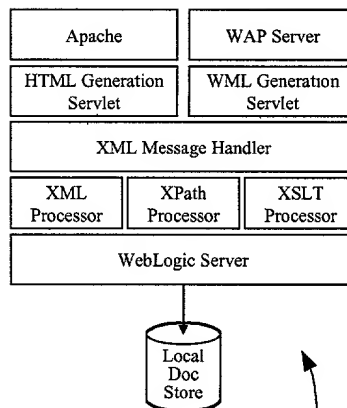 Apache
WAP Server
HTML Generation
Servlet
WML Generation
Servlet
XML Message Handler
XML
Processor
XPath
Processor
XSLT
Processor
WebLogic Server
Local
Doc
Store